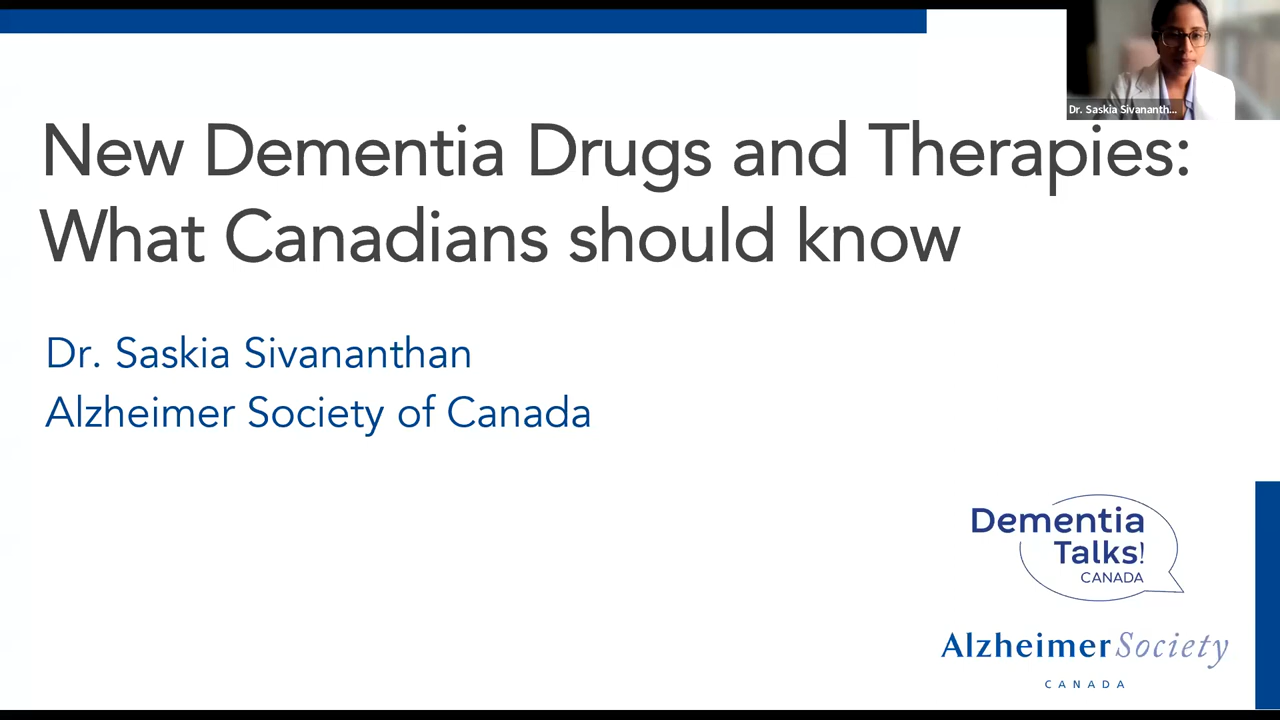 Dr. Saskia Sivananth...
New Dementia Drugs and Therapies:
What Canadians should know
Dr. Saskia Sivananthan
Alzheimer Society of Canada
Dementia
Talks!
CANADA
Alzheimer Society
CANADA